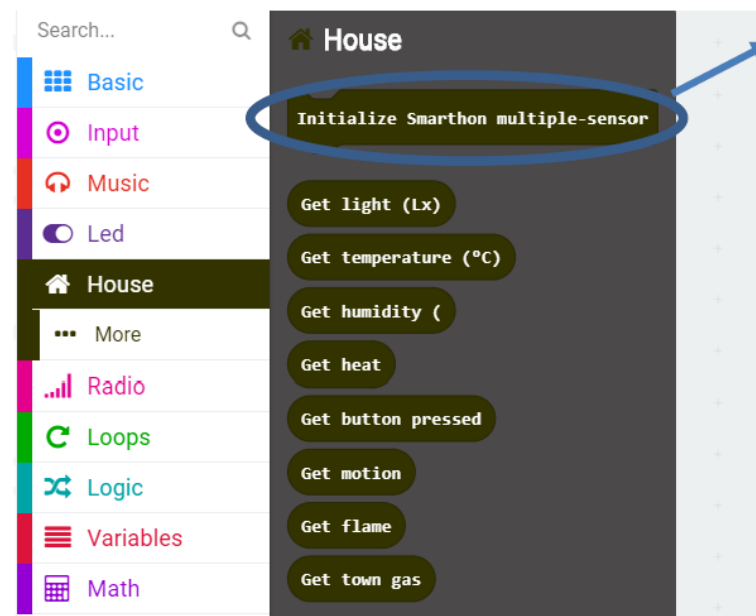 Search...
Basic
Input
Music
Led
House
More
Radio
Loops
Logic
Variables
Math
House
Initialize Smarthon multiple-sensor
Get light (Lx)
Get temperature (°C)
Get humidity (
Get heat
Get button pressed
Get motion
Get flame
Get town gas